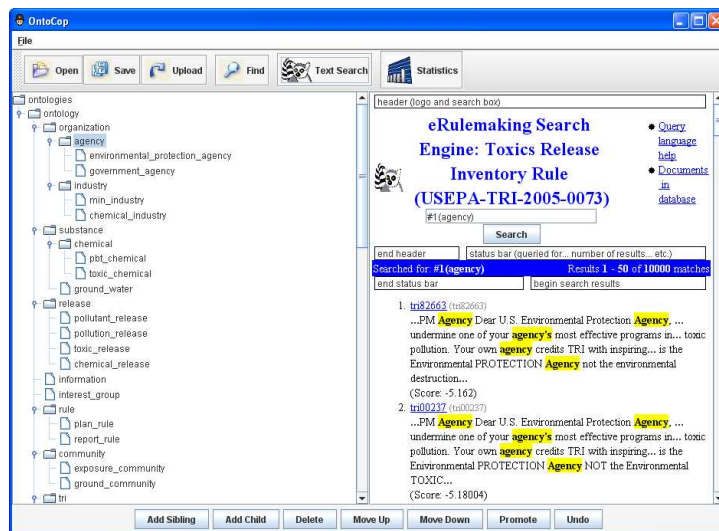 OntoCop
File
Open Save Upload Find Text Search Statistics
ontologies
ontology
organization
agency
environmental_protection_agency
government_agency
industry
min_industry
chemical_industry
substance
chemical
pbt_chemical
toxic_chemical
ground_water
release
pollutant_release
pollution_release
toxic_release
chemical_release
information
interest_group
rule
plan_rule
report_rule
community
exposure_community
ground_community
tri
header (logo and search box)
eRulemaking Search
Engine: Toxics Release
Inventory Rule
(USEPA-TRI-2005-0073)
Query
language
help
Documents
in
database
#1(agency)
Search
end header
status bar (queried for... number of results... etc.)
Searched for: #1(agency) Results 1 - 50 of 10000 matches
end status bar
begin search results
1. tri82663 (tri82663)
...PM Agency Dear U.S. Environmental Protection Agency, ...
undermine one of your agency's most effective programs in... toxic
pollution. Your own agency credits TRI with inspiring... is the
Environmental PROTECTION Agency not the environmental
destruction...
(Score: -5.162)
2. tri00237 (tri00237)
...PM Agency Dear U.S. Environmental Protection Agency, ...
undermine one of your agency's most effective programs in... toxic
pollution. Your own agency credits TRI with inspiring... is the
Enivironmental PROTECTION Agency NOT the Environmental
TOXIC...
(Score: -5.18004)
Add Sibling Add Child Delete Move Up Move Down Promote Undo